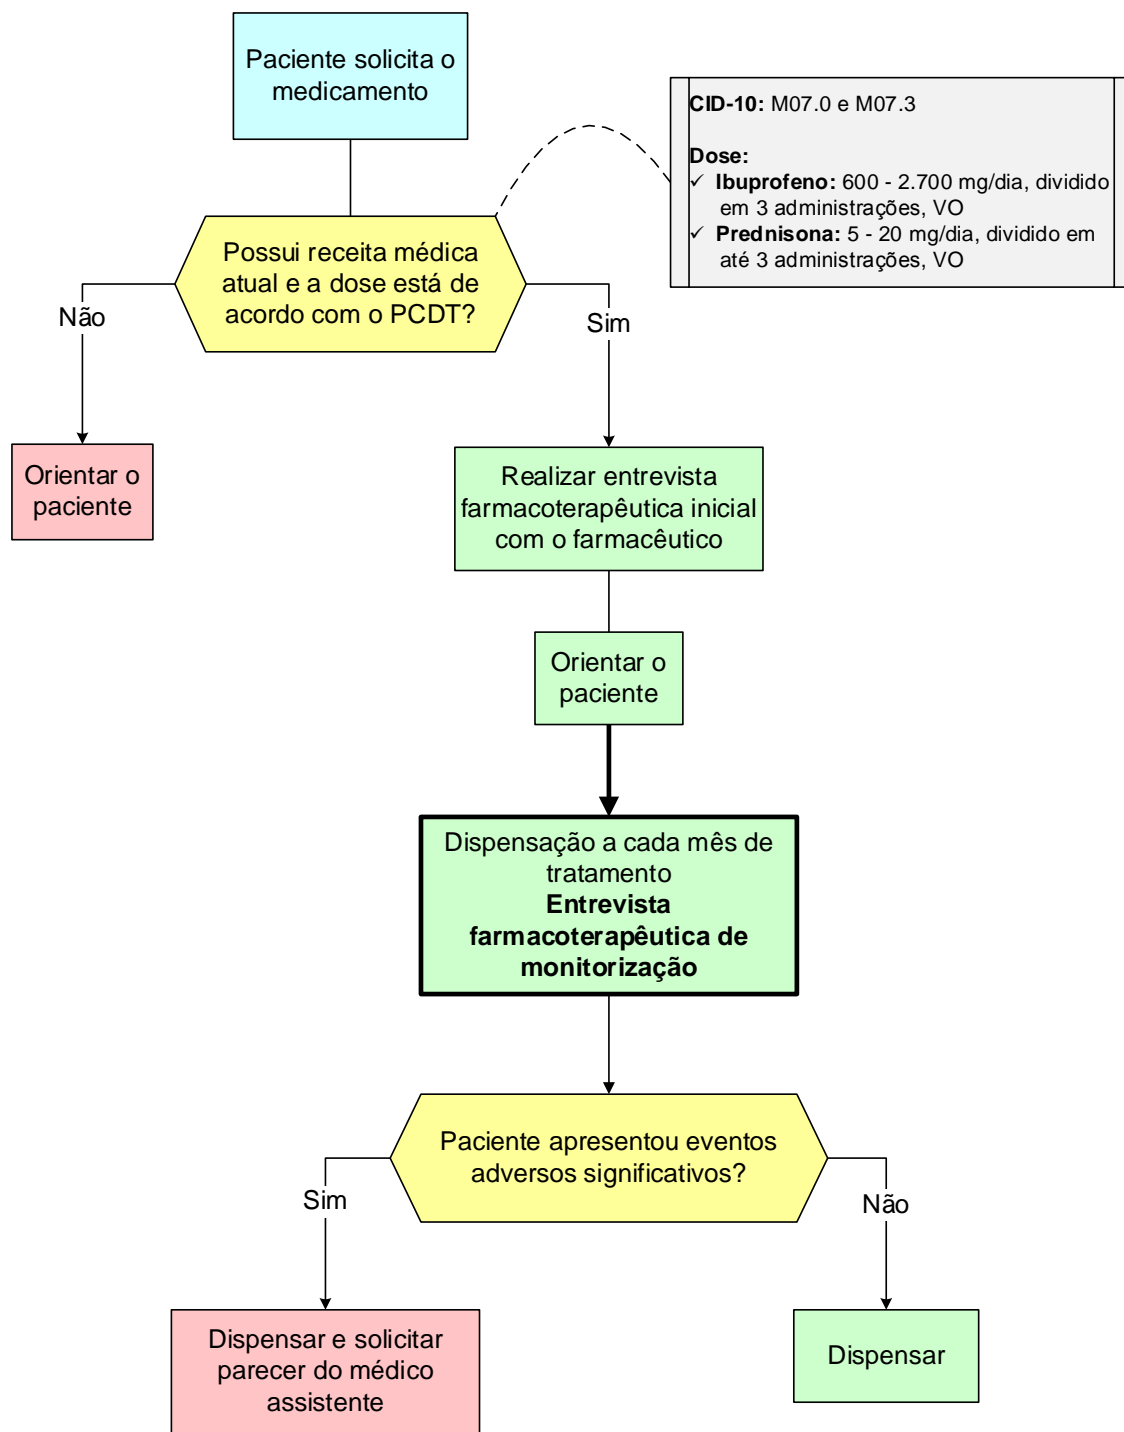 Paciente solicita o
medicamento
CID-10: M07.0 e M07.3
Dose:
✓ Ibuprofeno: 600 - 2.700 mg/dia, dividido
em 3 administrações, VO
✓ Prednisona: 5 - 20 mg/dia, dividido em
até 3 administrações, VO
Possui receita médica
atual e a dose está de
acordo com o PCDT?
Não
Sim
Orientar o
paciente
Realizar entrevista
farmacoterapêutica inicial
com o farmacêutico
Orientar o
paciente
Dispensação a cada mês de
tratamento
Entrevista
farmacoterapêutica de
monitorização
Paciente apresentou eventos
adversos significativos?
Sim
Não
Dispensar e solicitar
parecer do médico
assistente
Dispensar